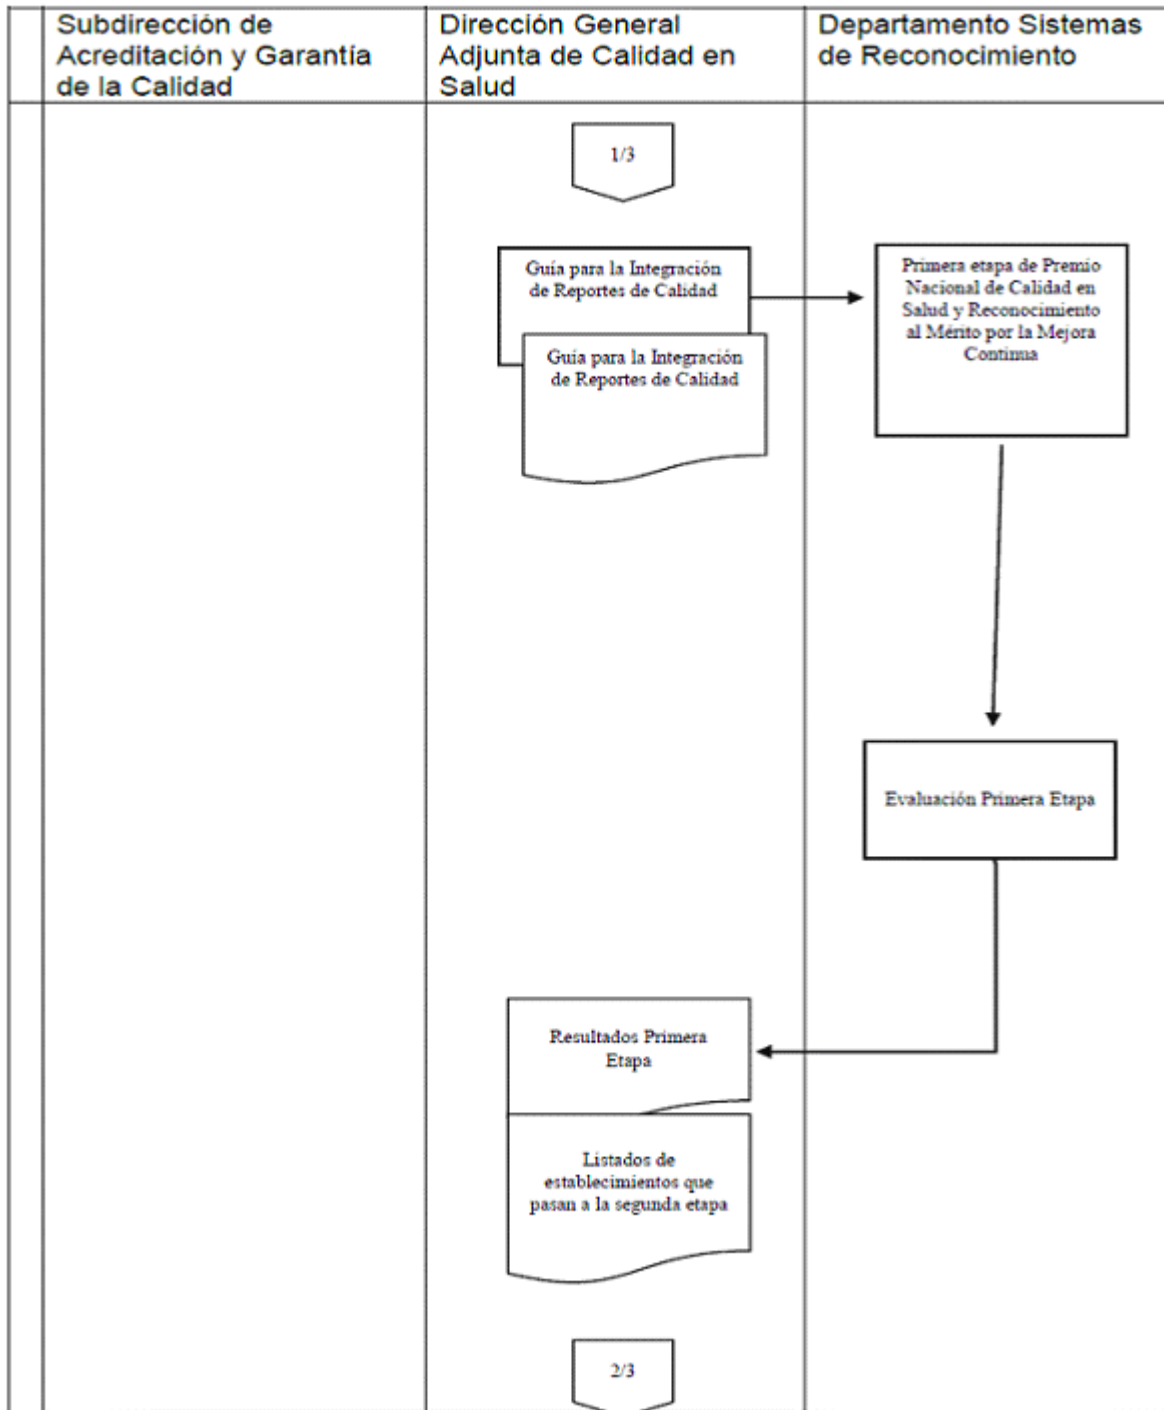 Subdirección de
Acreditación y Garantía
de la Calidad
Dirección General
Adjunta de Calidad en
Salud
Departamento Sistemas
de Reconocimiento
1/3
Guía para la Integración
de Reportes de Calidad
Guía para la Integración
de Reportes de Calidad
Primera etapa de Premio
Nacional de Calidad en
Salud y Reconocimiento
al Mérito por la Mejora
Continua
Evaluación Primera Etapa
Resultados Primera
Etapa
Listados de
establecimientos que
pasan a la segunda etapa
2/3